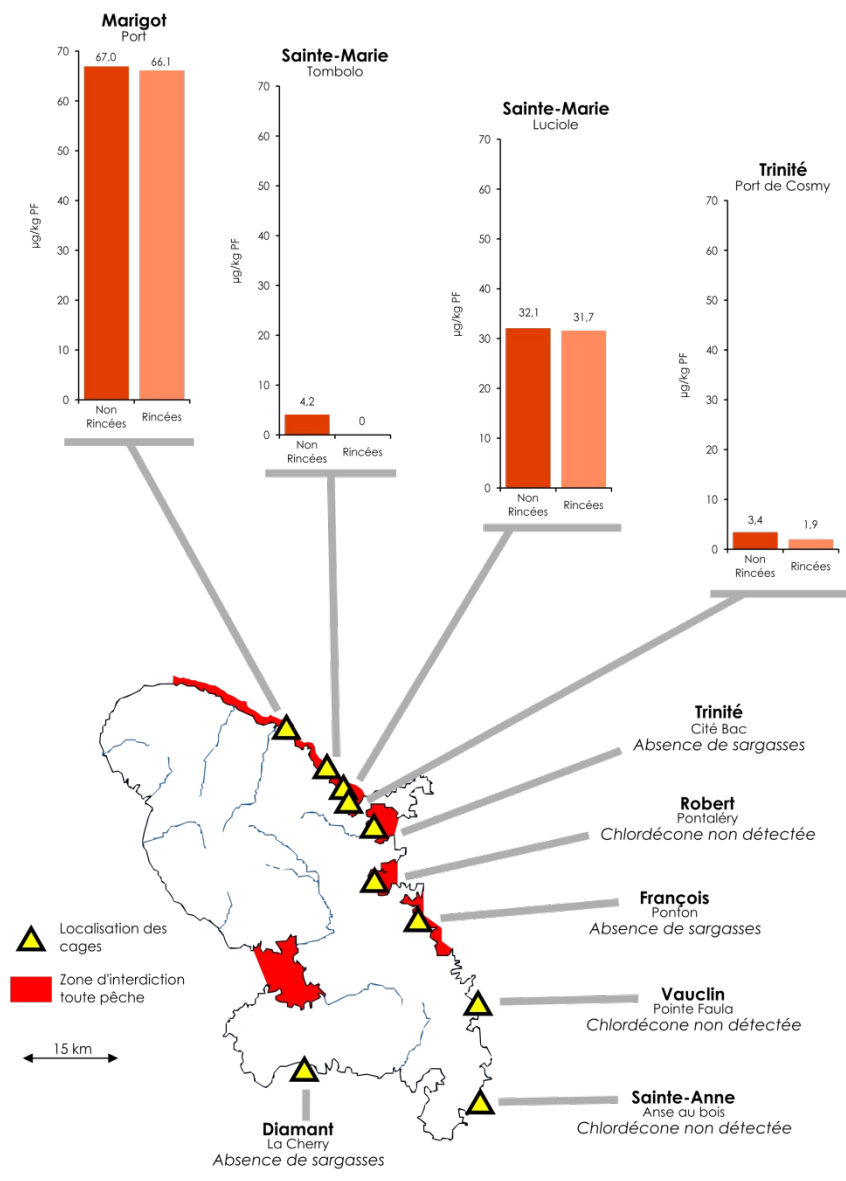 Marigot
Port
70
60
50
40
30
20
10
0
µg/kg PF
67,0
66,1
Non
Rincées
Rincées
Sainte-Marie
Tombolo
70
60
50
40
30
20
10
0
µg/kg PF
4,2
0
Non
Rincées
Rincées
Sainte-Marie
Luciole
70
60
50
40
30
20
10
0
µg/kg PF
32,1
31,7
Non
Rincées
Rincées
Trinité
Port de Cosmy
70
60
50
40
30
20
10
0
µg/kg PF
3,4
1,9
Non
Rincées
Rincées
Trinité
Cité Bac
Absence de sargasses
Robert
Pontaléry
Chlordécone non détectée
François
Ponton
Absence de sargasses
Vauclin
Pointe Faula
Chlordécone non détectée
Sainte-Anne
Anse au bois
Chlordécone non détectée
Diamant
La Cherry
Absence de sargasses
Localisation des
cages
Zone d'interdiction
toute pêche
15 km